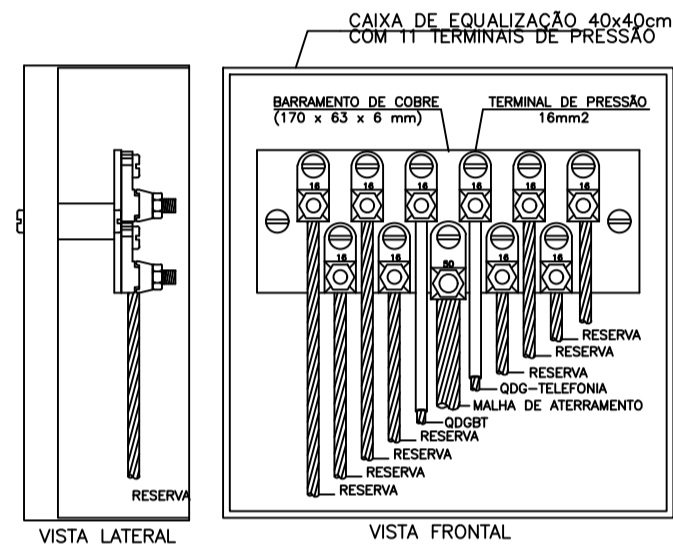 CAIXA DE EQUALIZAÇÃO 40x40cm
COM 11 TERMINAIS DE PRESSÃO
BARRAMENTO DE COBRE
(170 x 63 x 6 mm)
TERMINAL DE PRESSÃO
16mm2
16 16 16 16 16 16
16 16 50 16 16
RESERVA
RESERVA
RESERVA
QDG-TELEFONIA
MALHA DE ATERRAMENTO
QDGBT
RESERVA
RESERVA
RESERVA
RESERVA
RESERVA
VISTA LATERAL
VISTA FRONTAL